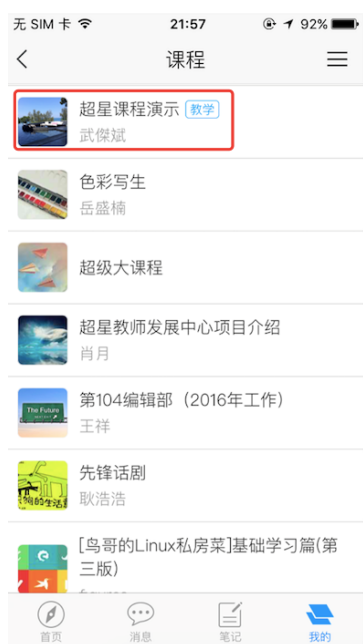 无 SIM 卡 21:57 92%
课程
超星课程演示 教学
武傑斌
色彩写生
岳盛楠
超级大课程
超星教师发展中心项目介绍
肖月
The Future
第104编辑部（2016年工作）
王祥
先锋话剧
耿浩浩
[鸟哥的Linux私房菜]基础学习篇(第
三版)
首页 消息 笔记 我的